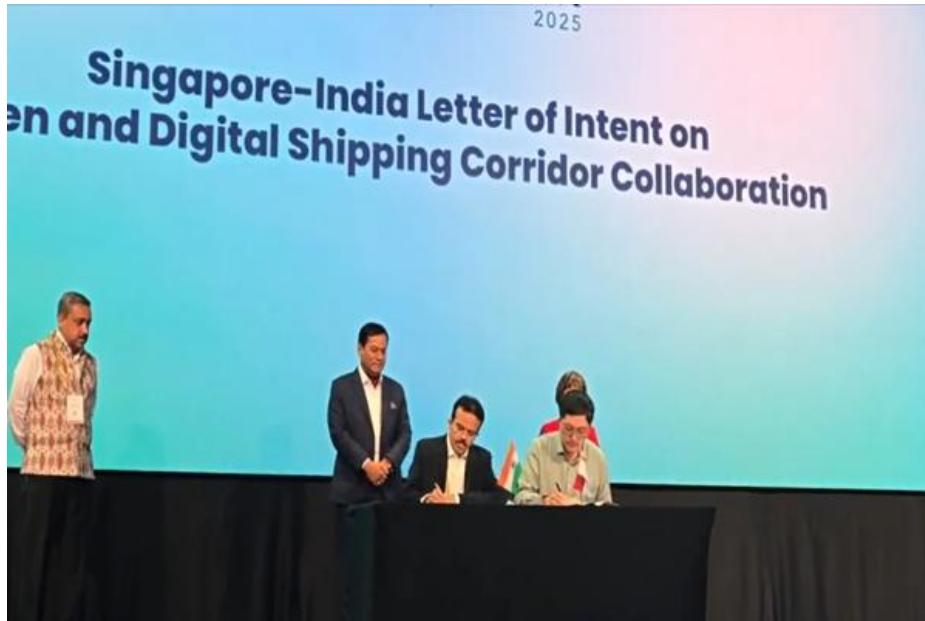 2025
Singapore-India Letter of Intent on
en and Digital Shipping Corridor Collaboration